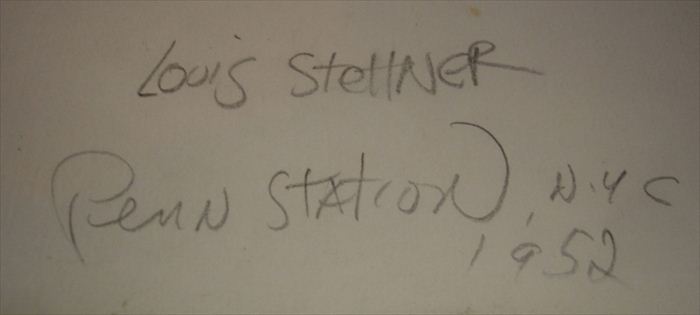 Louis Stettner
Penn Station, N.Y C
1952